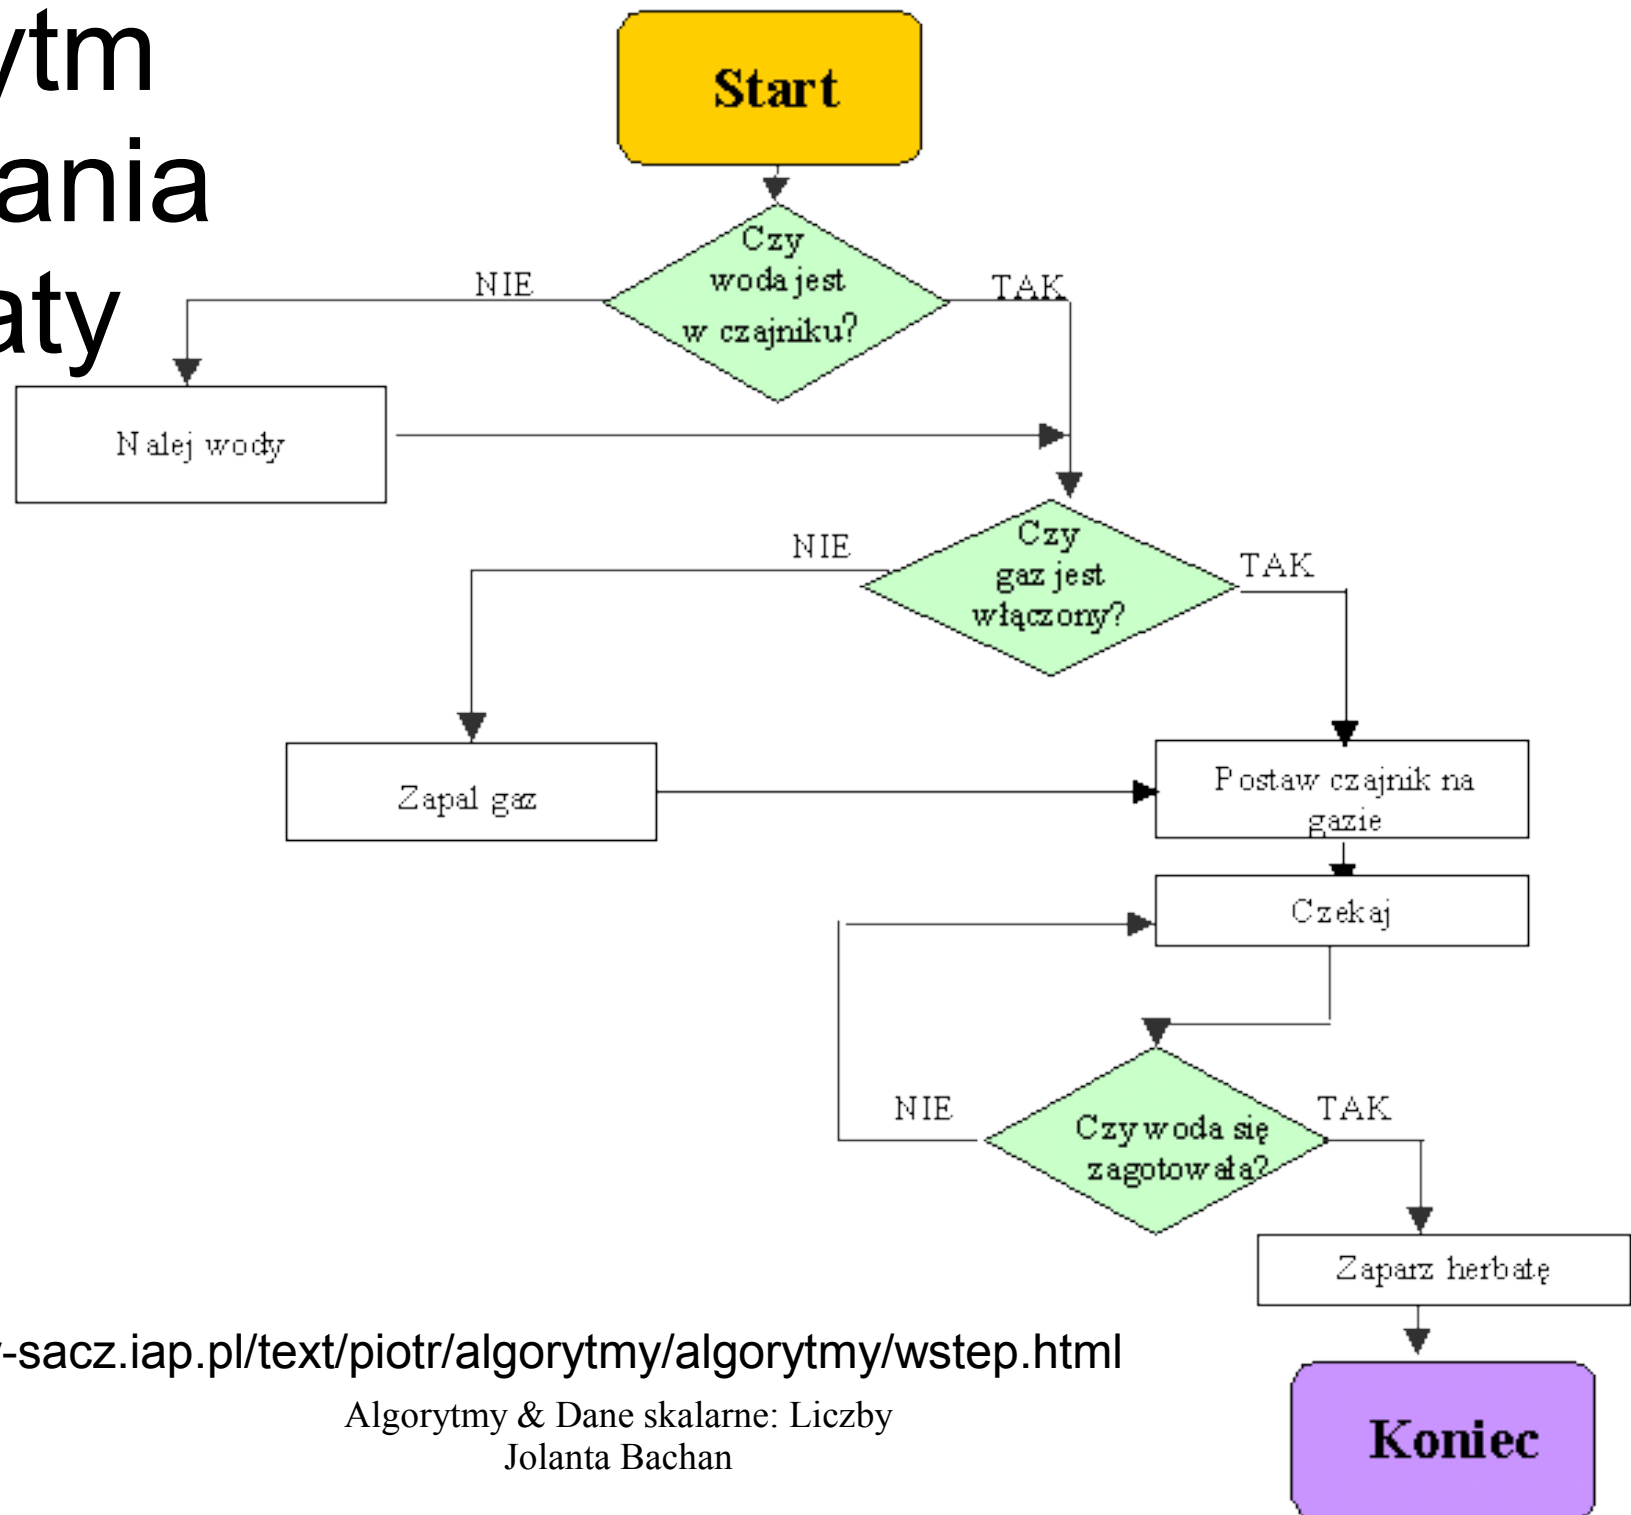 ytm
ania
aty
Start
Czy
woda jest
w czajniku?
NIE
TAK
Nalej wody
Czy
gaz jest
włączony?
NIE
TAK
Zapal gaz
Postaw czajnik na
gazie
Czekaj
Czy woda się
zagotowała?
NIE
TAK
Zaparz herbatę
y-sacz.iap.pl/text/piotr/algorytmy/algorytmy/wstep.html
Algorytmy & Dane skalarne: Liczby
Jolanta Bachan
Koniec